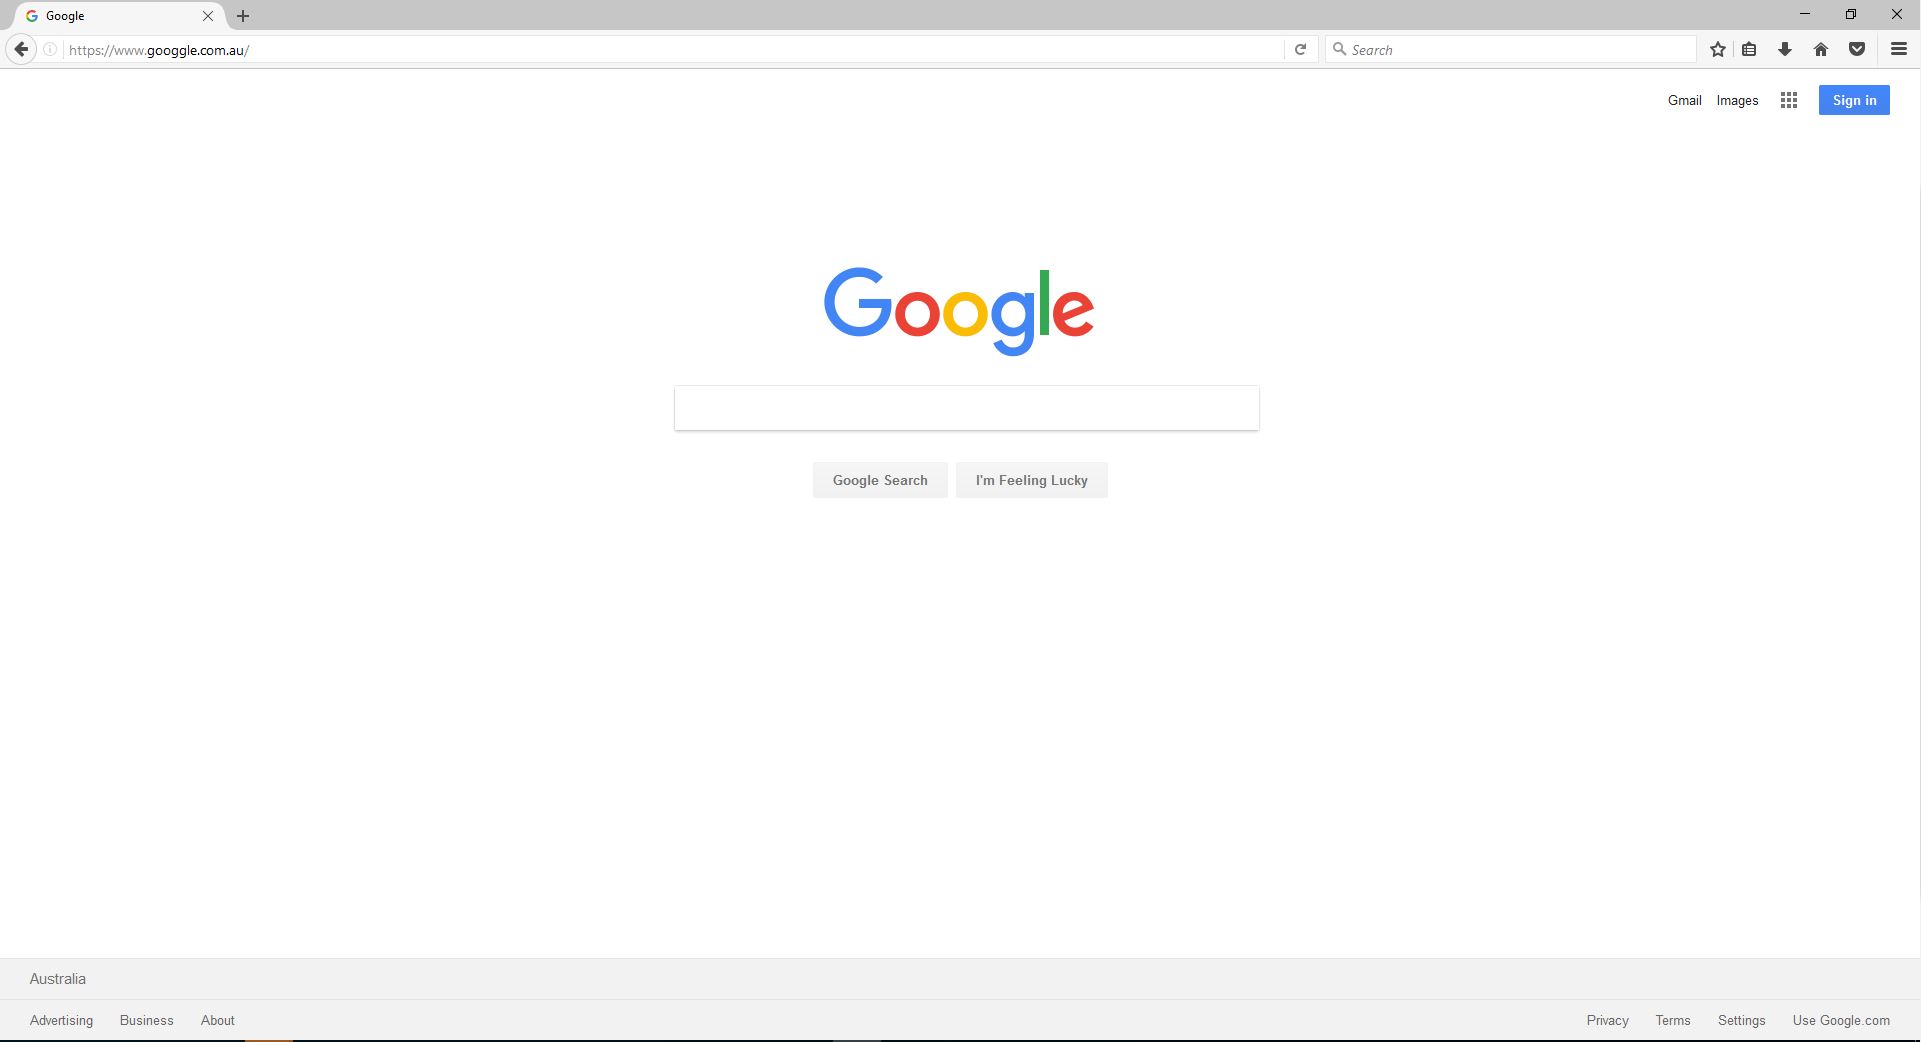 Google
https://www.googgle.com.au/
Search
Gmail Images Sign in
Google
Google Search I'm Feeling Lucky
Australia
Advertising Business About Privacy Terms Settings Use Google.com